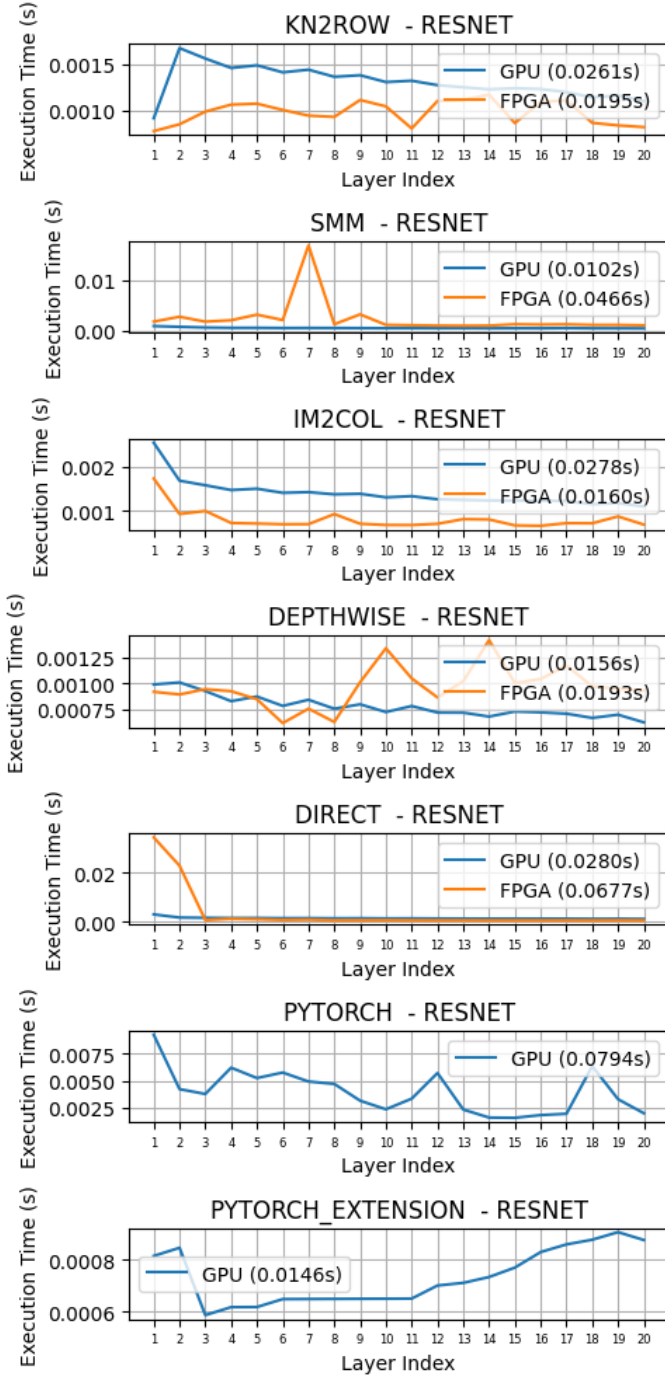 KN2ROW - RESNET
Execution Time (s)
0.0015
0.0010
GPU (0.0261s)
FPGA (0.0195s)
1 2 3 4 5 6 7 8 9 10 11 12 13 14 15 16 17 18 19 20
Layer Index
SMM - RESNET
Execution Time (s)
0.01
0.00
GPU (0.0102s)
FPGA (0.0466s)
1 2 3 4 5 6 7 8 9 10 11 12 13 14 15 16 17 18 19 20
Layer Index
IM2COL - RESNET
Execution Time (s)
0.002
0.001
GPU (0.0278s)
FPGA (0.0160s)
1 2 3 4 5 6 7 8 9 10 11 12 13 14 15 16 17 18 19 20
Layer Index
DEPTHWISE - RESNET
Execution Time (s)
0.00125
0.00100
0.00075
GPU (0.0156s)
FPGA (0.0193s)
1 2 3 4 5 6 7 8 9 10 11 12 13 14 15 16 17 18 19 20
Layer Index
DIRECT - RESNET
Execution Time (s)
0.02
0.00
GPU (0.0280s)
FPGA (0.0677s)
1 2 3 4 5 6 7 8 9 10 11 12 13 14 15 16 17 18 19 20
Layer Index
PYTORCH - RESNET
Execution Time (s)
0.0075
0.0050
0.0025
GPU (0.0794s)
1 2 3 4 5 6 7 8 9 10 11 12 13 14 15 16 17 18 19 20
Layer Index
PYTORCH_EXTENSION - RESNET
Execution Time (s)
0.0008
0.0006
GPU (0.0146s)
1 2 3 4 5 6 7 8 9 10 11 12 13 14 15 16 17 18 19 20
Layer Index